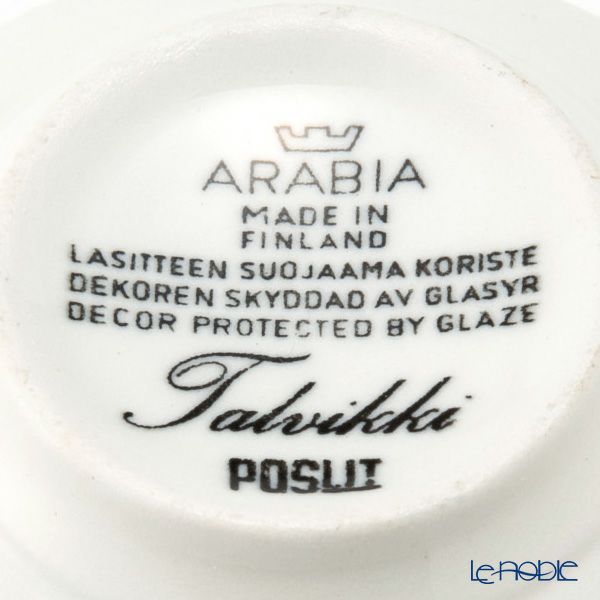 ARABIA
MADE IN
FINLAND
LASITTEEN SUOJAAMA KORISTE
DEKOREN SKYDDAD AV GLASYR
DECOR PROTECTED BY GLAZE
Talvikki
POSLIT
Le-noble